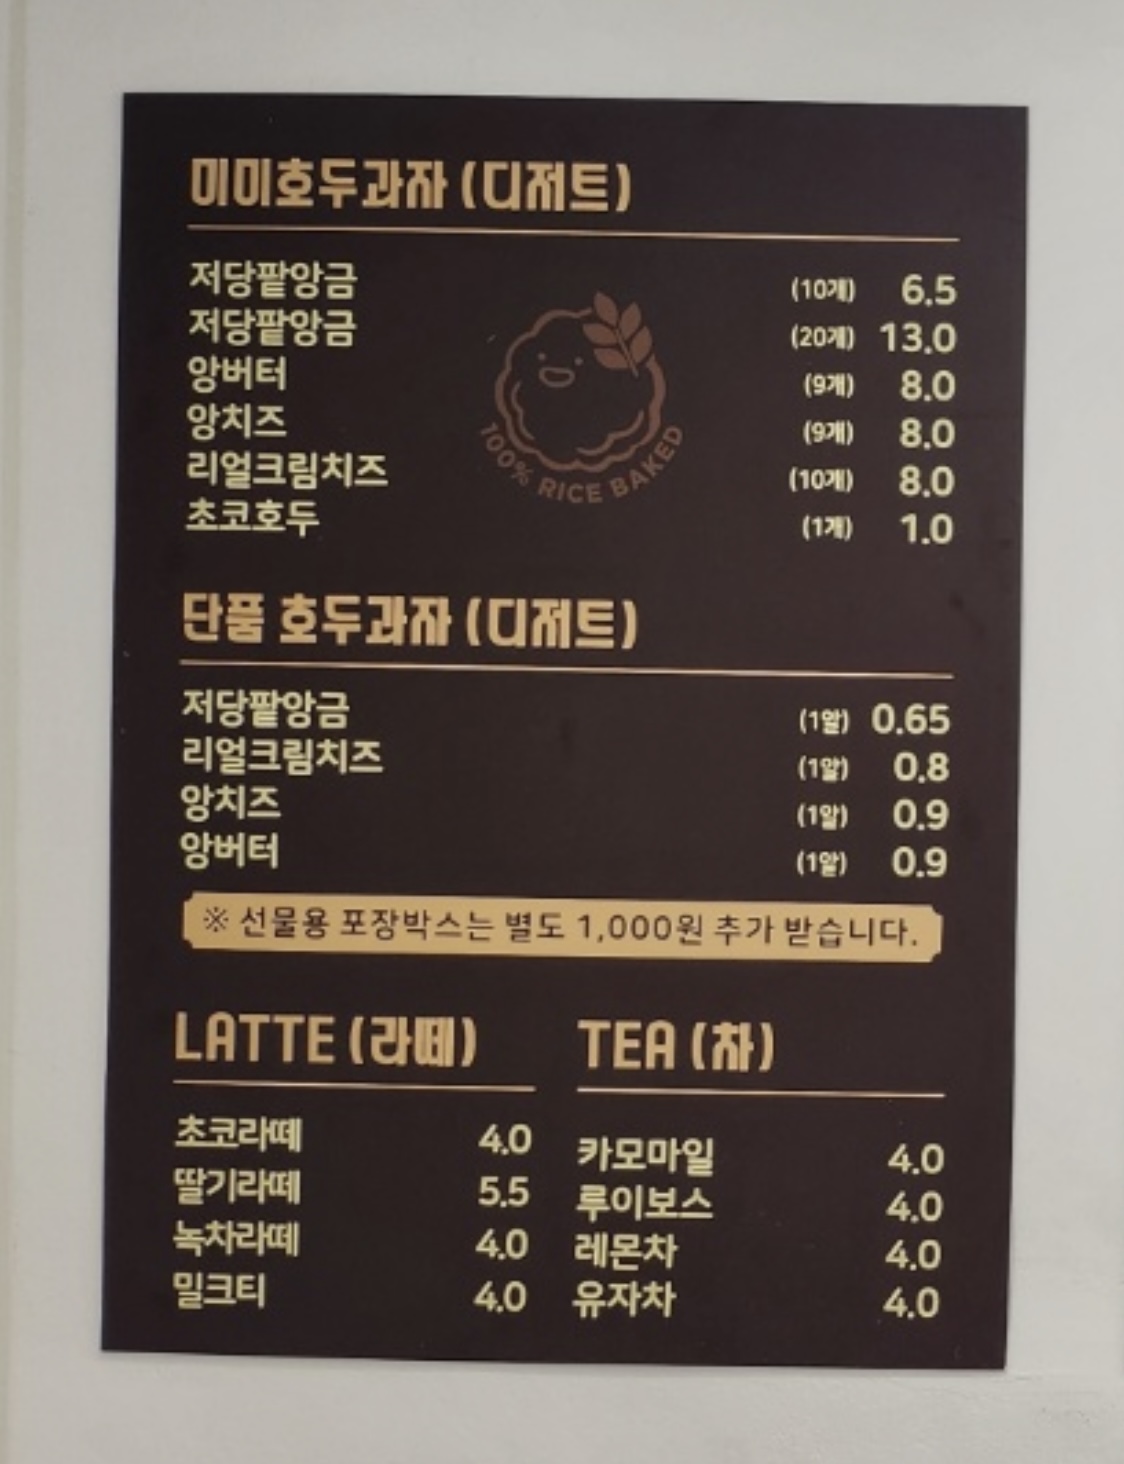 미미호두과자 (디저트)
저당팥앙금 (10개) 6.5
저당팥앙금 (20개) 13.0
앙버터 (9개) 8.0
앙치즈 (9개) 8.0
리얼크림치즈 (10개) 8.0
초코호두 (1개) 1.0
100% RICE BAKED
단품 호두과자 (디저트)
저당팥앙금 (1알) 0.65
리얼크림치즈 (1알) 0.8
앙치즈 (1알) 0.9
앙버터 (1알) 0.9
※ 선물용 포장박스는 별도 1,000원 추가 받습니다.
LATTE (라떼)
초코라떼 4.0
딸기라떼 5.5
녹차라떼 4.0
밀크티 4.0
TEA (차)
카모마일 4.0
루이보스 4.0
레몬차 4.0
유자차 4.0